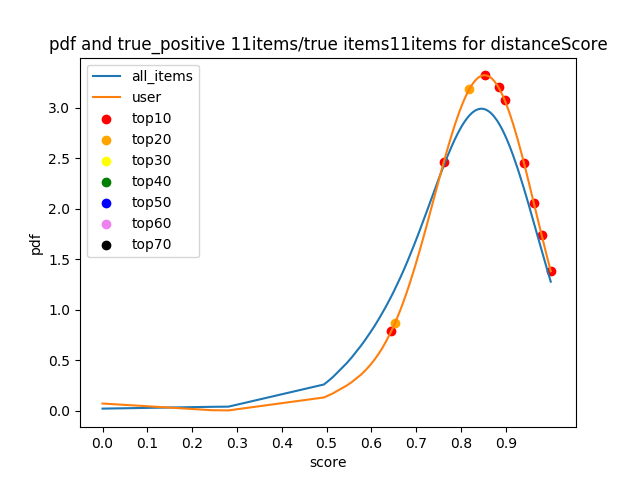 pdf and true_positive 11items/true items11items for distanceScore
all_items
user
top10
top20
top30
top40
top50
top60
top70
pdf
3.0
2.5
2.0
1.5
1.0
0.5
0.0
0.0 0.1 0.2 0.3 0.4 0.5 0.6 0.7 0.8 0.9
score